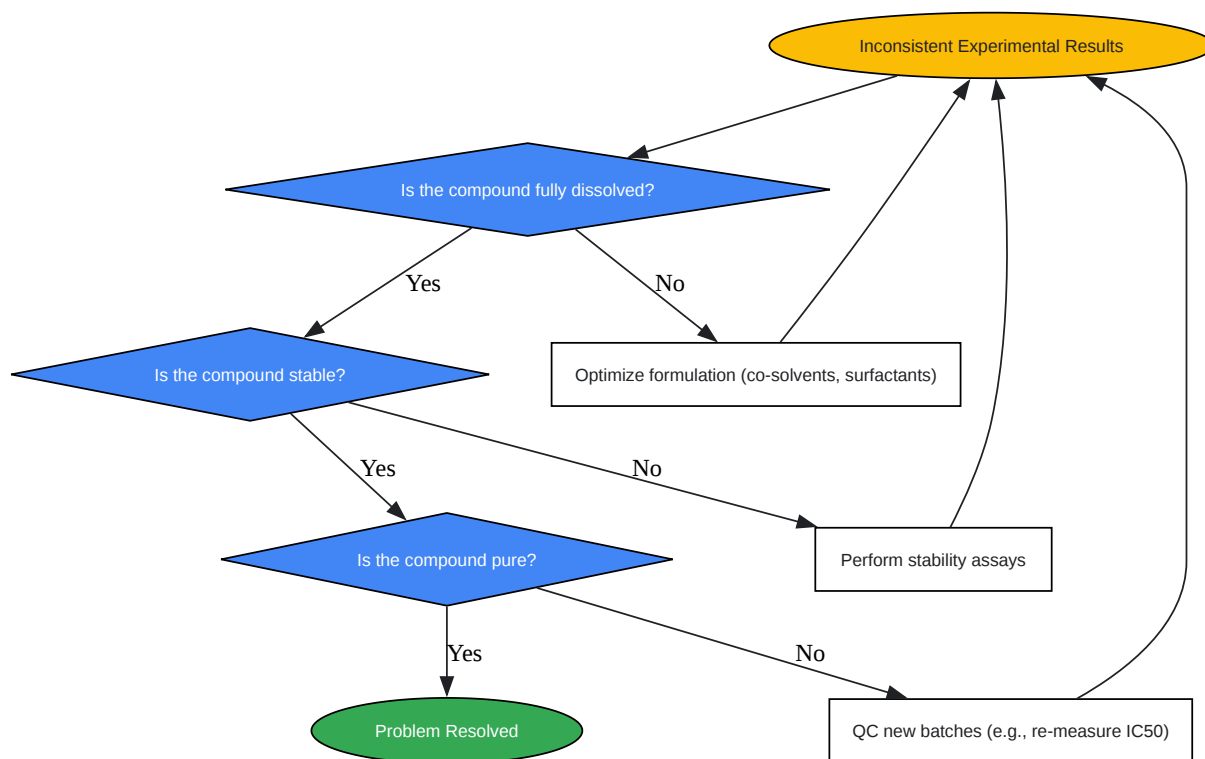 Inconsistent Experimental Results
Is the compound fully dissolved?
Yes
No
Is the compound stable?
Optimize formulation (co-solvents, surfactants)
Yes
No
Is the compound pure?
Perform stability assays
Yes
No
Problem Resolved
QC new batches (e.g., re-measure IC50)